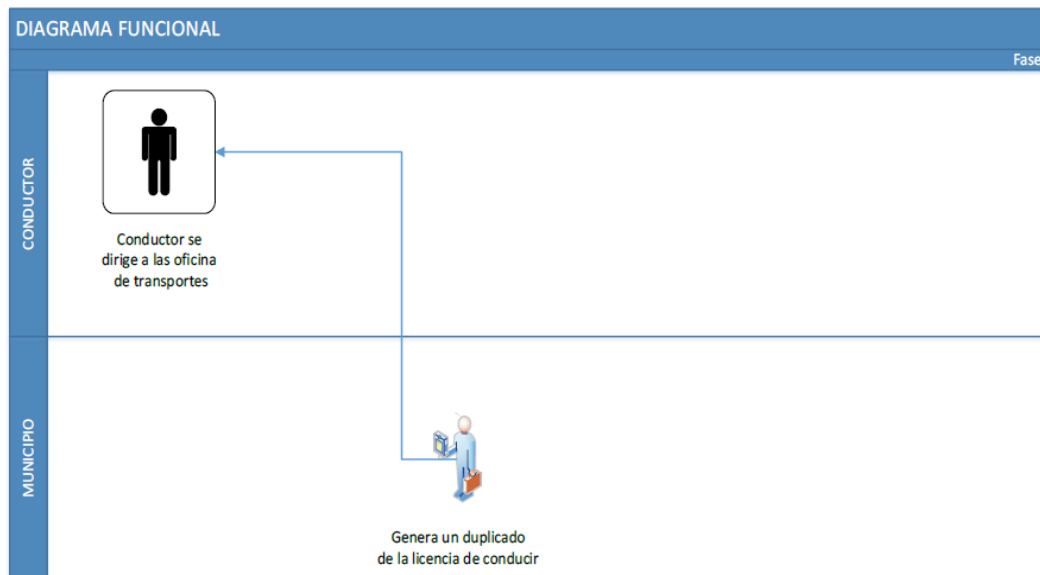 DIAGRAMA FUNCIONAL
Fase
CONDUCTOR
Conductor se
dirige a las oficina
de transportes
MUNICIPIO
Genera un duplicado
de la licencia de conducir